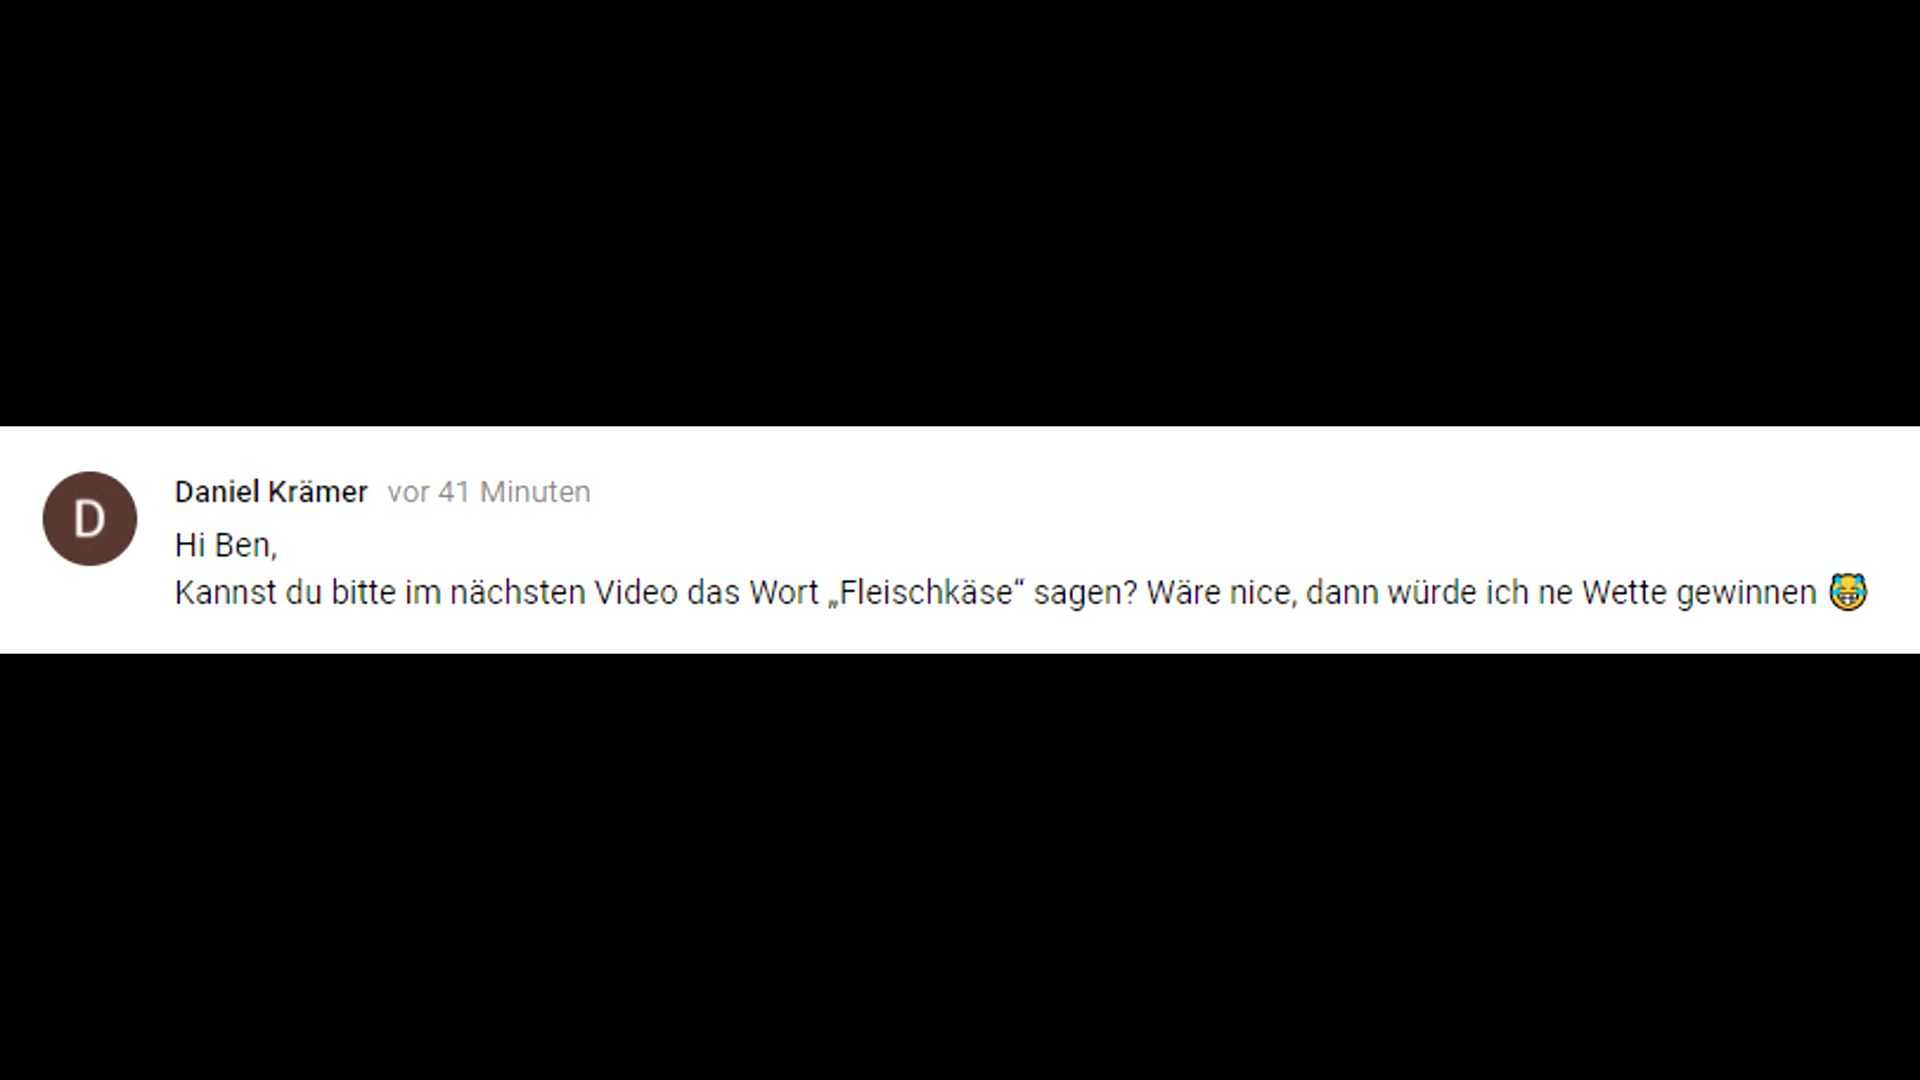 D
Daniel Krämer vor 41 Minuten
Hi Ben,
Kannst du bitte im nächsten Video das Wort „Fleischkäse“ sagen? Wäre nice, dann würde ich ne Wette gewinnen 😹